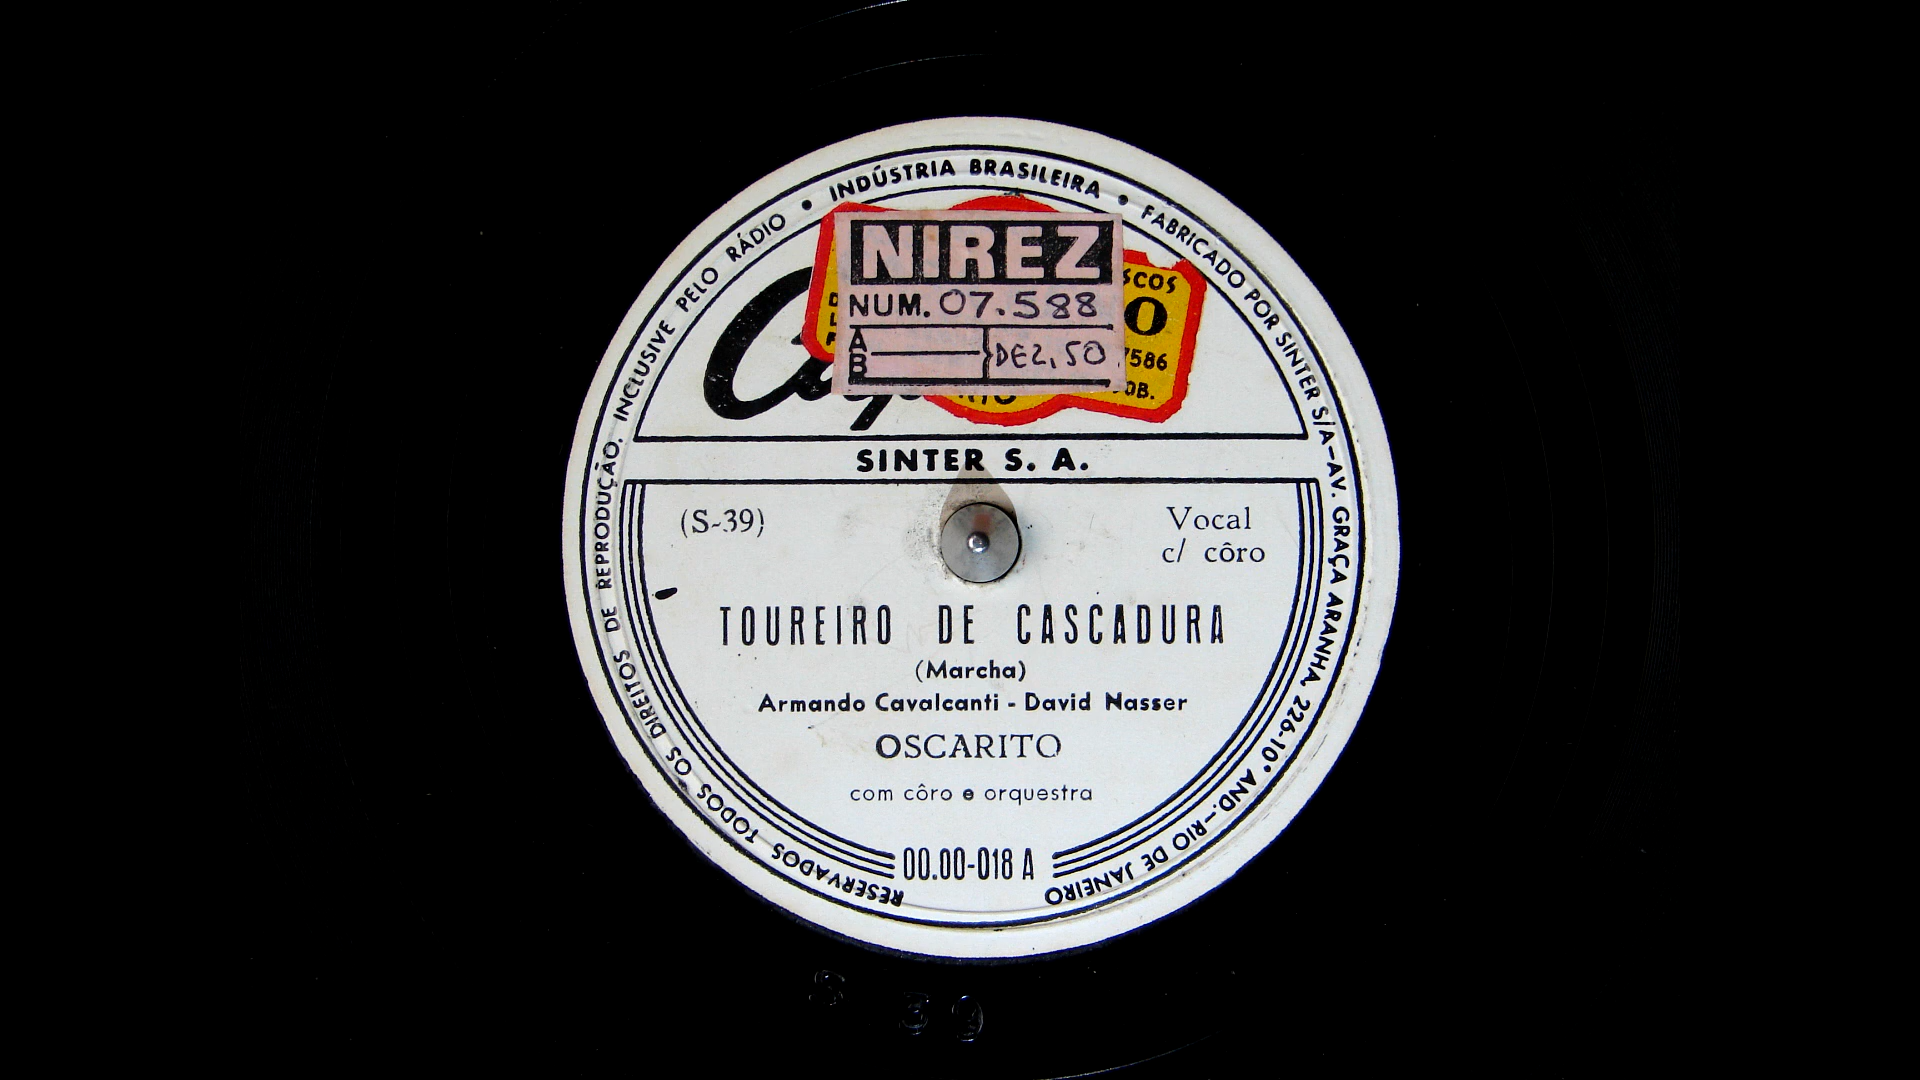 RESERVADOS TODOS OS DIREITOS DE REPRODUÇÃO, INCLUSIVE PELO RÁDIO • INDÚSTRIA BRASILEIRA • FABRICADO POR SINTER S/A-AV. GRAÇA ARANHA, 226-10° AND.-RIO DE JANEIRO
NIREZ
NUM. 07.588
A
B
DEZ, 50
7586
SINTER S. A.
(S-39)
Vocal
c/ côro
TOUREIRO DE CASCADURA
(Marcha)
Armando Cavalcanti - David Nasser
OSCARITO
com côro e orquestra
00.00-018 A
S 39